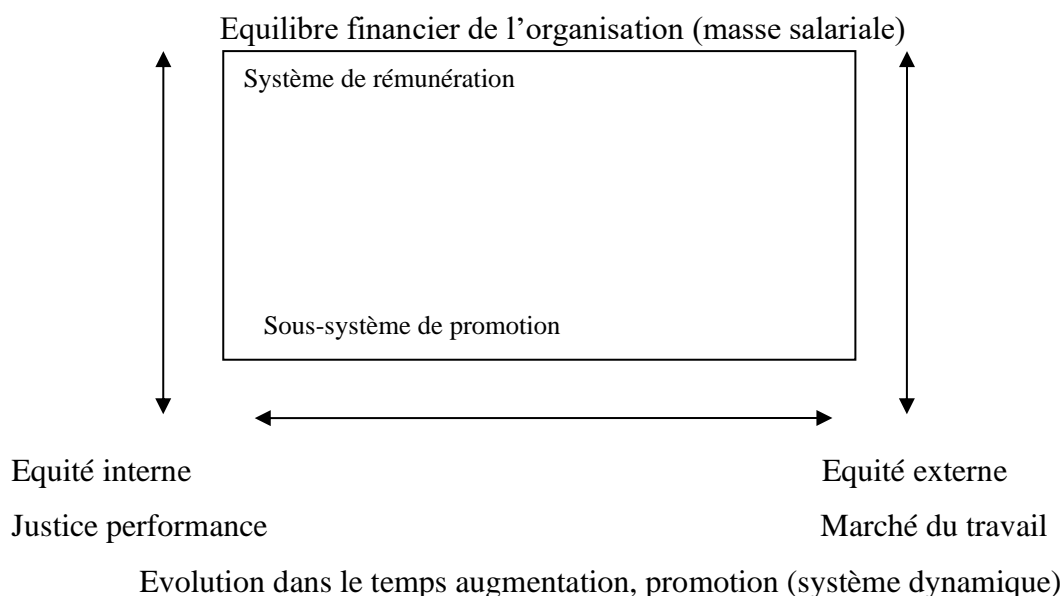 Equilibre financier de l’organisation (masse salariale)
Système de rémunération
Sous-système de promotion
Equité interne
Equité externe
Justice performance
Marché du travail
Evolution dans le temps augmentation, promotion (système dynamique)